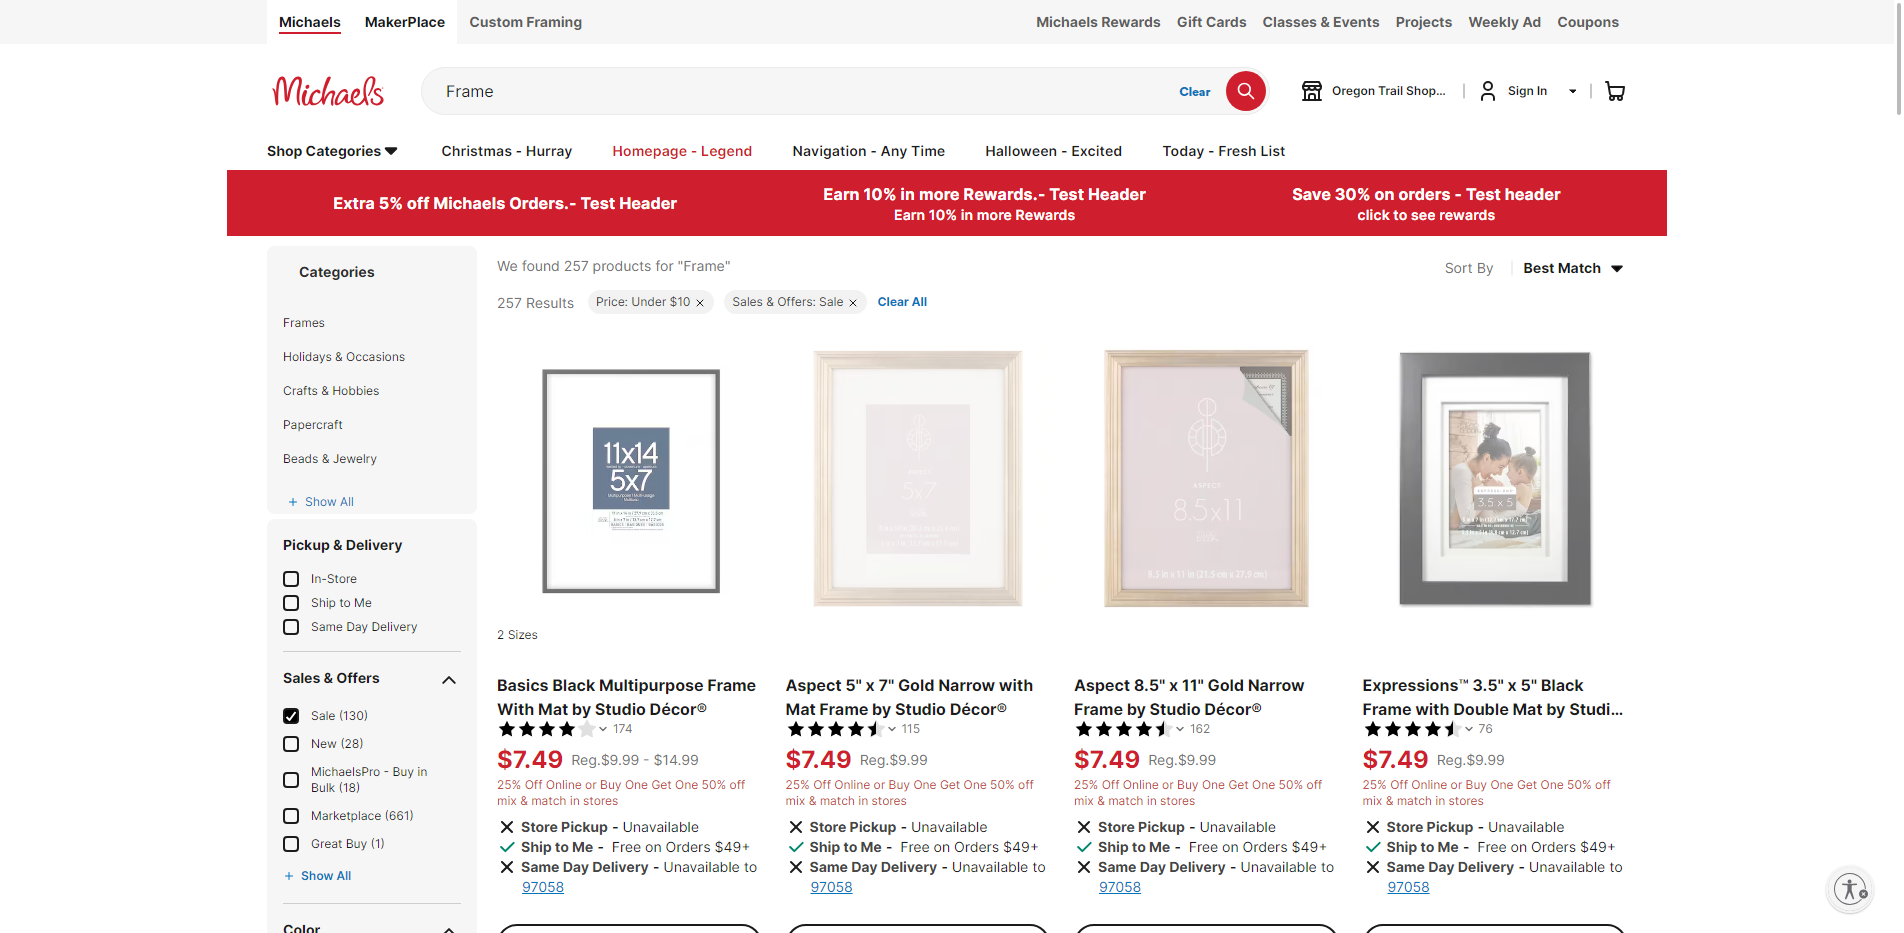 Michaels
MakerPlace
Custom Framing
Michaels Rewards
Gift Cards
Classes & Events
Projects
Weekly Ad
Coupons
Michaels
Frame
Clear
Oregon Trail Shop...
Sign In
Shop Categories
Christmas - Hurray
Homepage - Legend
Navigation - Any Time
Halloween - Excited
Today - Fresh List
Extra 5% off Michaels Orders.- Test Header
Earn 10% in more Rewards.- Test Header
Earn 10% in more Rewards
Save 30% on orders - Test header
click to see rewards
Categories
Frames
Holidays & Occasions
Crafts & Hobbies
Papercraft
Beads & Jewelry
+ Show All
Pickup & Delivery
In-Store
Ship to Me
Same Day Delivery
Sales & Offers
Sale (130)
New (28)
MichaelsPro - Buy in
Bulk (18)
Marketplace (661)
Great Buy (1)
+ Show All
Color
We found 257 products for "Frame"
Sort By
Best Match
257 Results
Price: Under $10
Sales & Offers: Sale
Clear All
11x14
5x7
2 Sizes
Basics Black Multipurpose Frame
With Mat by Studio Décor®
174
$7.49 Reg.$9.99 - $14.99
25% Off Online or Buy One Get One 50% off
mix & match in stores
Store Pickup - Unavailable
Ship to Me - Free on Orders $49+
Same Day Delivery - Unavailable to
97058
ASPECT
5x7
Aspect 5" x 7" Gold Narrow with
Mat Frame by Studio Décor®
115
$7.49 Reg.$9.99
25% Off Online or Buy One Get One 50% off
mix & match in stores
Store Pickup - Unavailable
Ship to Me - Free on Orders $49+
Same Day Delivery - Unavailable to
97058
ASPECT
8.5x11
8.5 in x 11 in (21.5 cm x 27.9 cm)
Aspect 8.5" x 11" Gold Narrow
Frame by Studio Décor®
162
$7.49 Reg.$9.99
25% Off Online or Buy One Get One 50% off
mix & match in stores
Store Pickup - Unavailable
Ship to Me - Free on Orders $49+
Same Day Delivery - Unavailable to
97058
3.5 x 5
Expressions™ 3.5" x 5" Black
Frame with Double Mat by Studi...
76
$7.49 Reg.$9.99
25% Off Online or Buy One Get One 50% off
mix & match in stores
Store Pickup - Unavailable
Ship to Me - Free on Orders $49+
Same Day Delivery - Unavailable to
97058